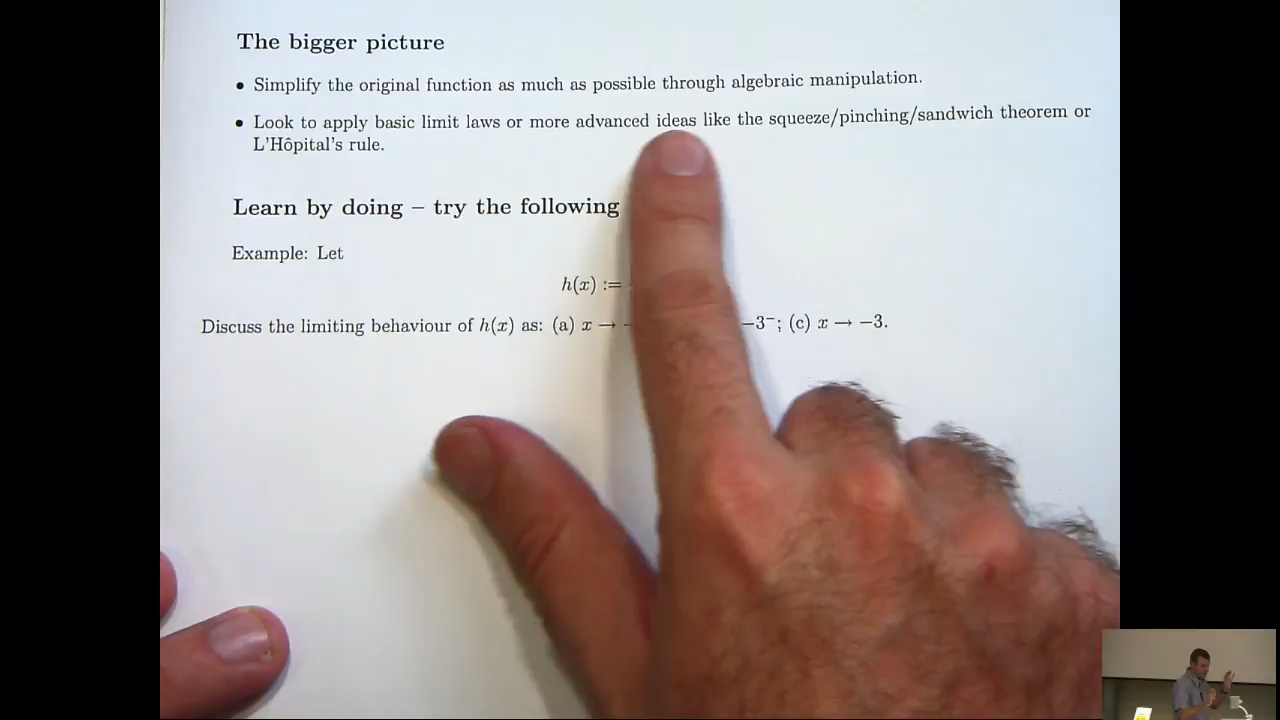 The bigger picture
• Simplify the original function as much as possible through algebraic manipulation.
• Look to apply basic limit laws or more advanced ideas like the squeeze/pinching/sandwich theorem or
L'Hôpital's rule.
Learn by doing – try the following
Example: Let
h(x) :=
Discuss the limiting behaviour of h(x) as: (a) x → −3⁻; (c) x → −3.